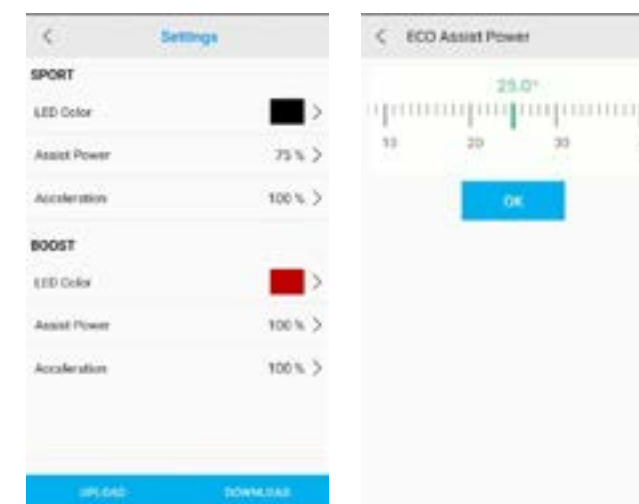 Settings
SPORT
LED Color
Assist Power 75 %
Acceleration 100 %
BOOST
LED Color
Assist Power 100 %
Acceleration 100 %
UPLOAD DOWNLOAD
ECO Assist Power
25.0°
10 20 30
OK